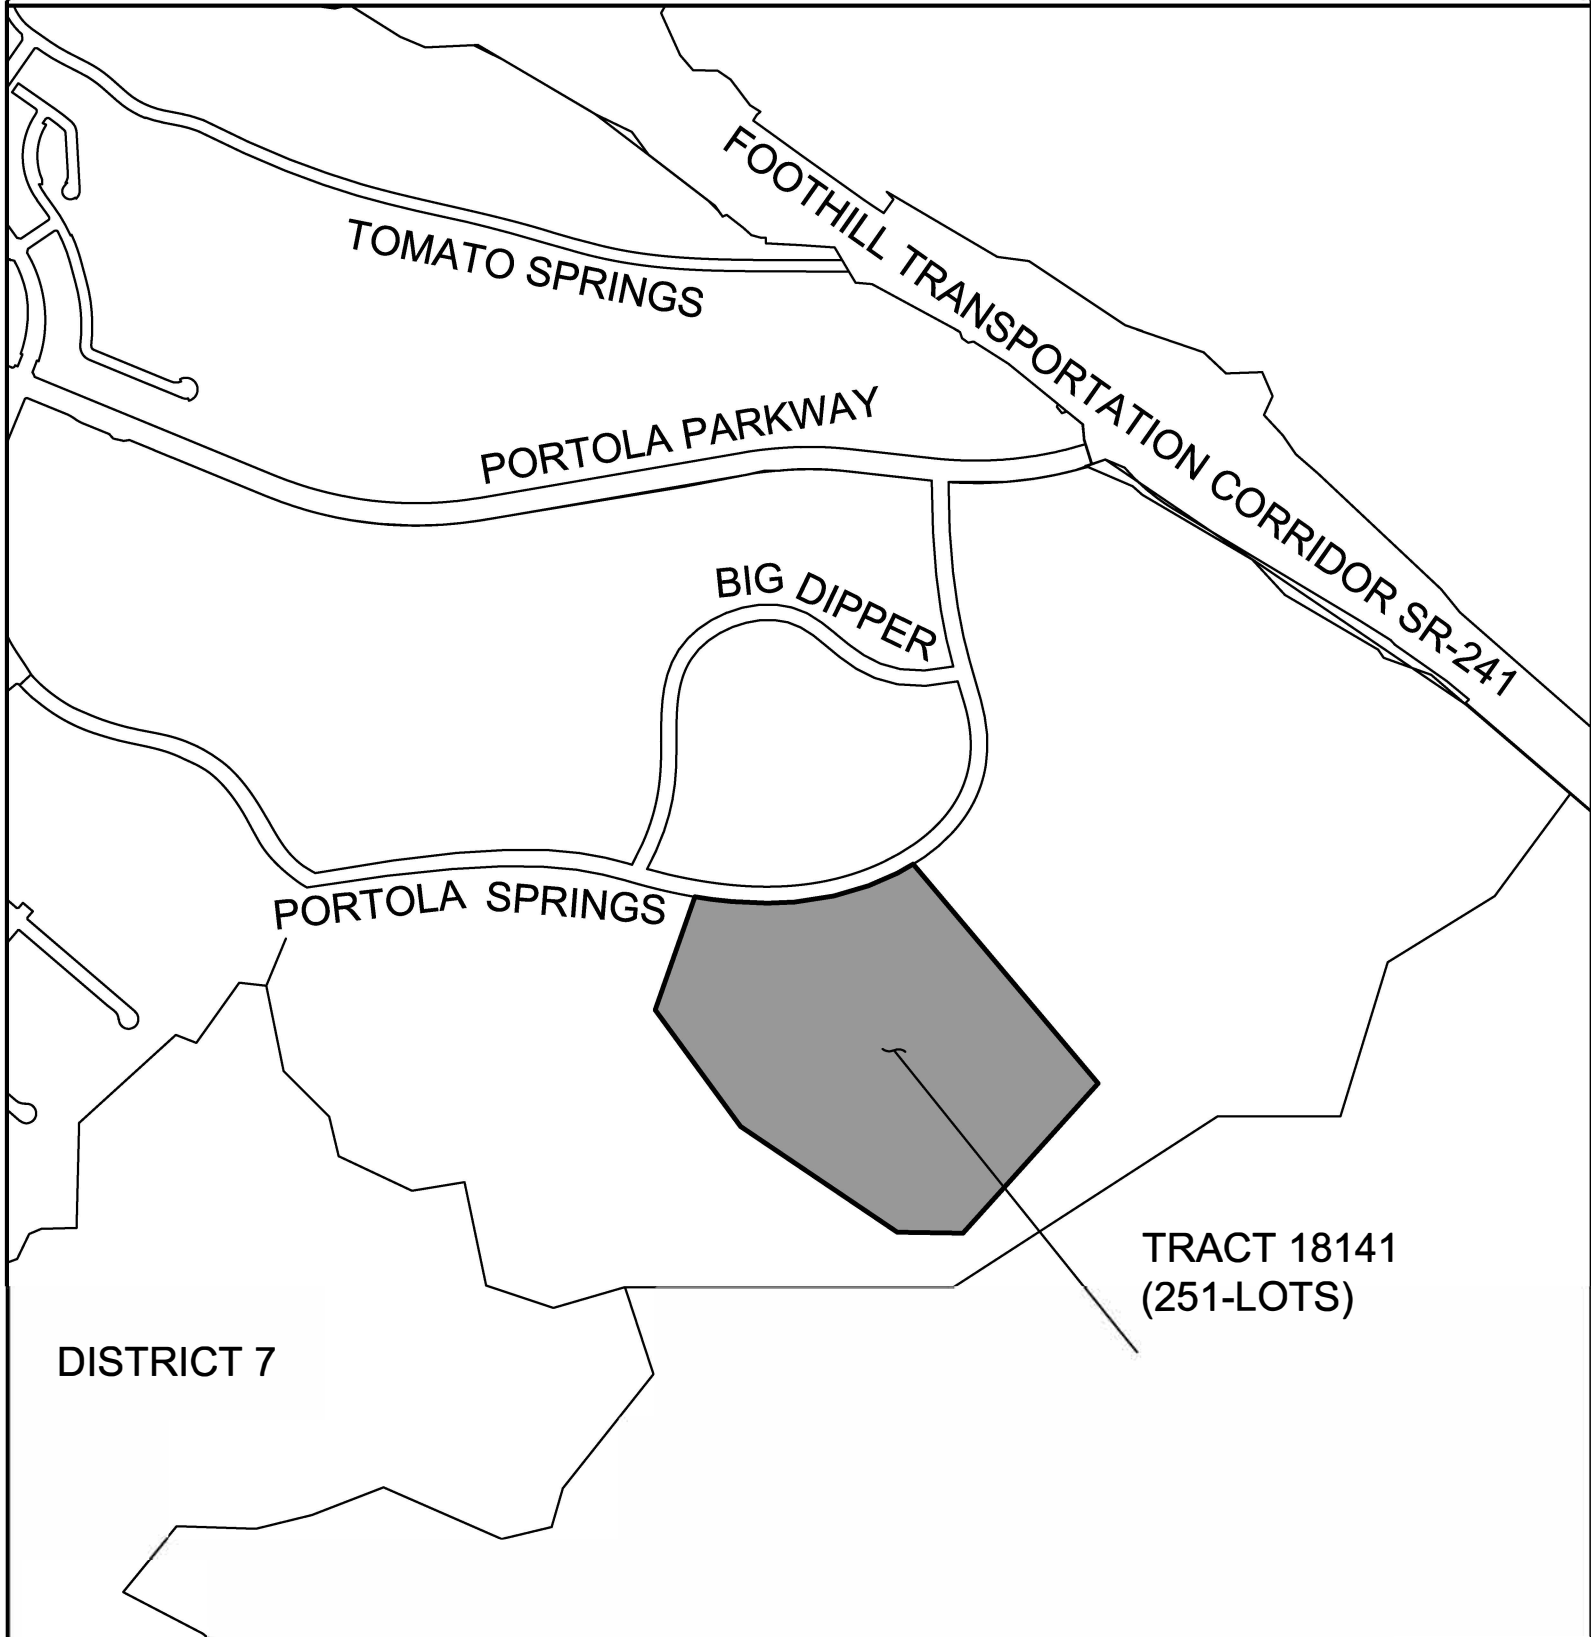 FOOTHILL TRANSPORTATION CORRIDOR SR-241
TOMATO SPRINGS
PORTOLA PARKWAY
BIG DIPPER
PORTOLA SPRINGS
TRACT 18141
(251-LOTS)
DISTRICT 7